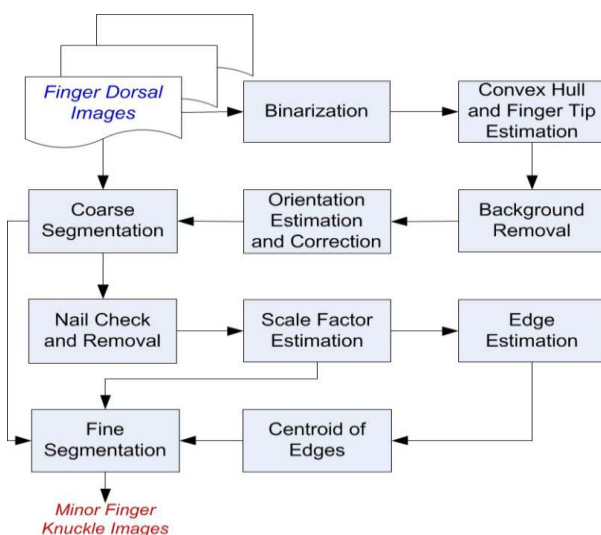 Finger Dorsal
Images
Binarization
Convex Hull
and Finger Tip
Estimation
Coarse
Segmentation
Orientation
Estimation
and Correction
Background
Removal
Nail Check
and Removal
Scale Factor
Estimation
Edge
Estimation
Fine
Segmentation
Centroid of
Edges
Minor Finger
Knuckle Images